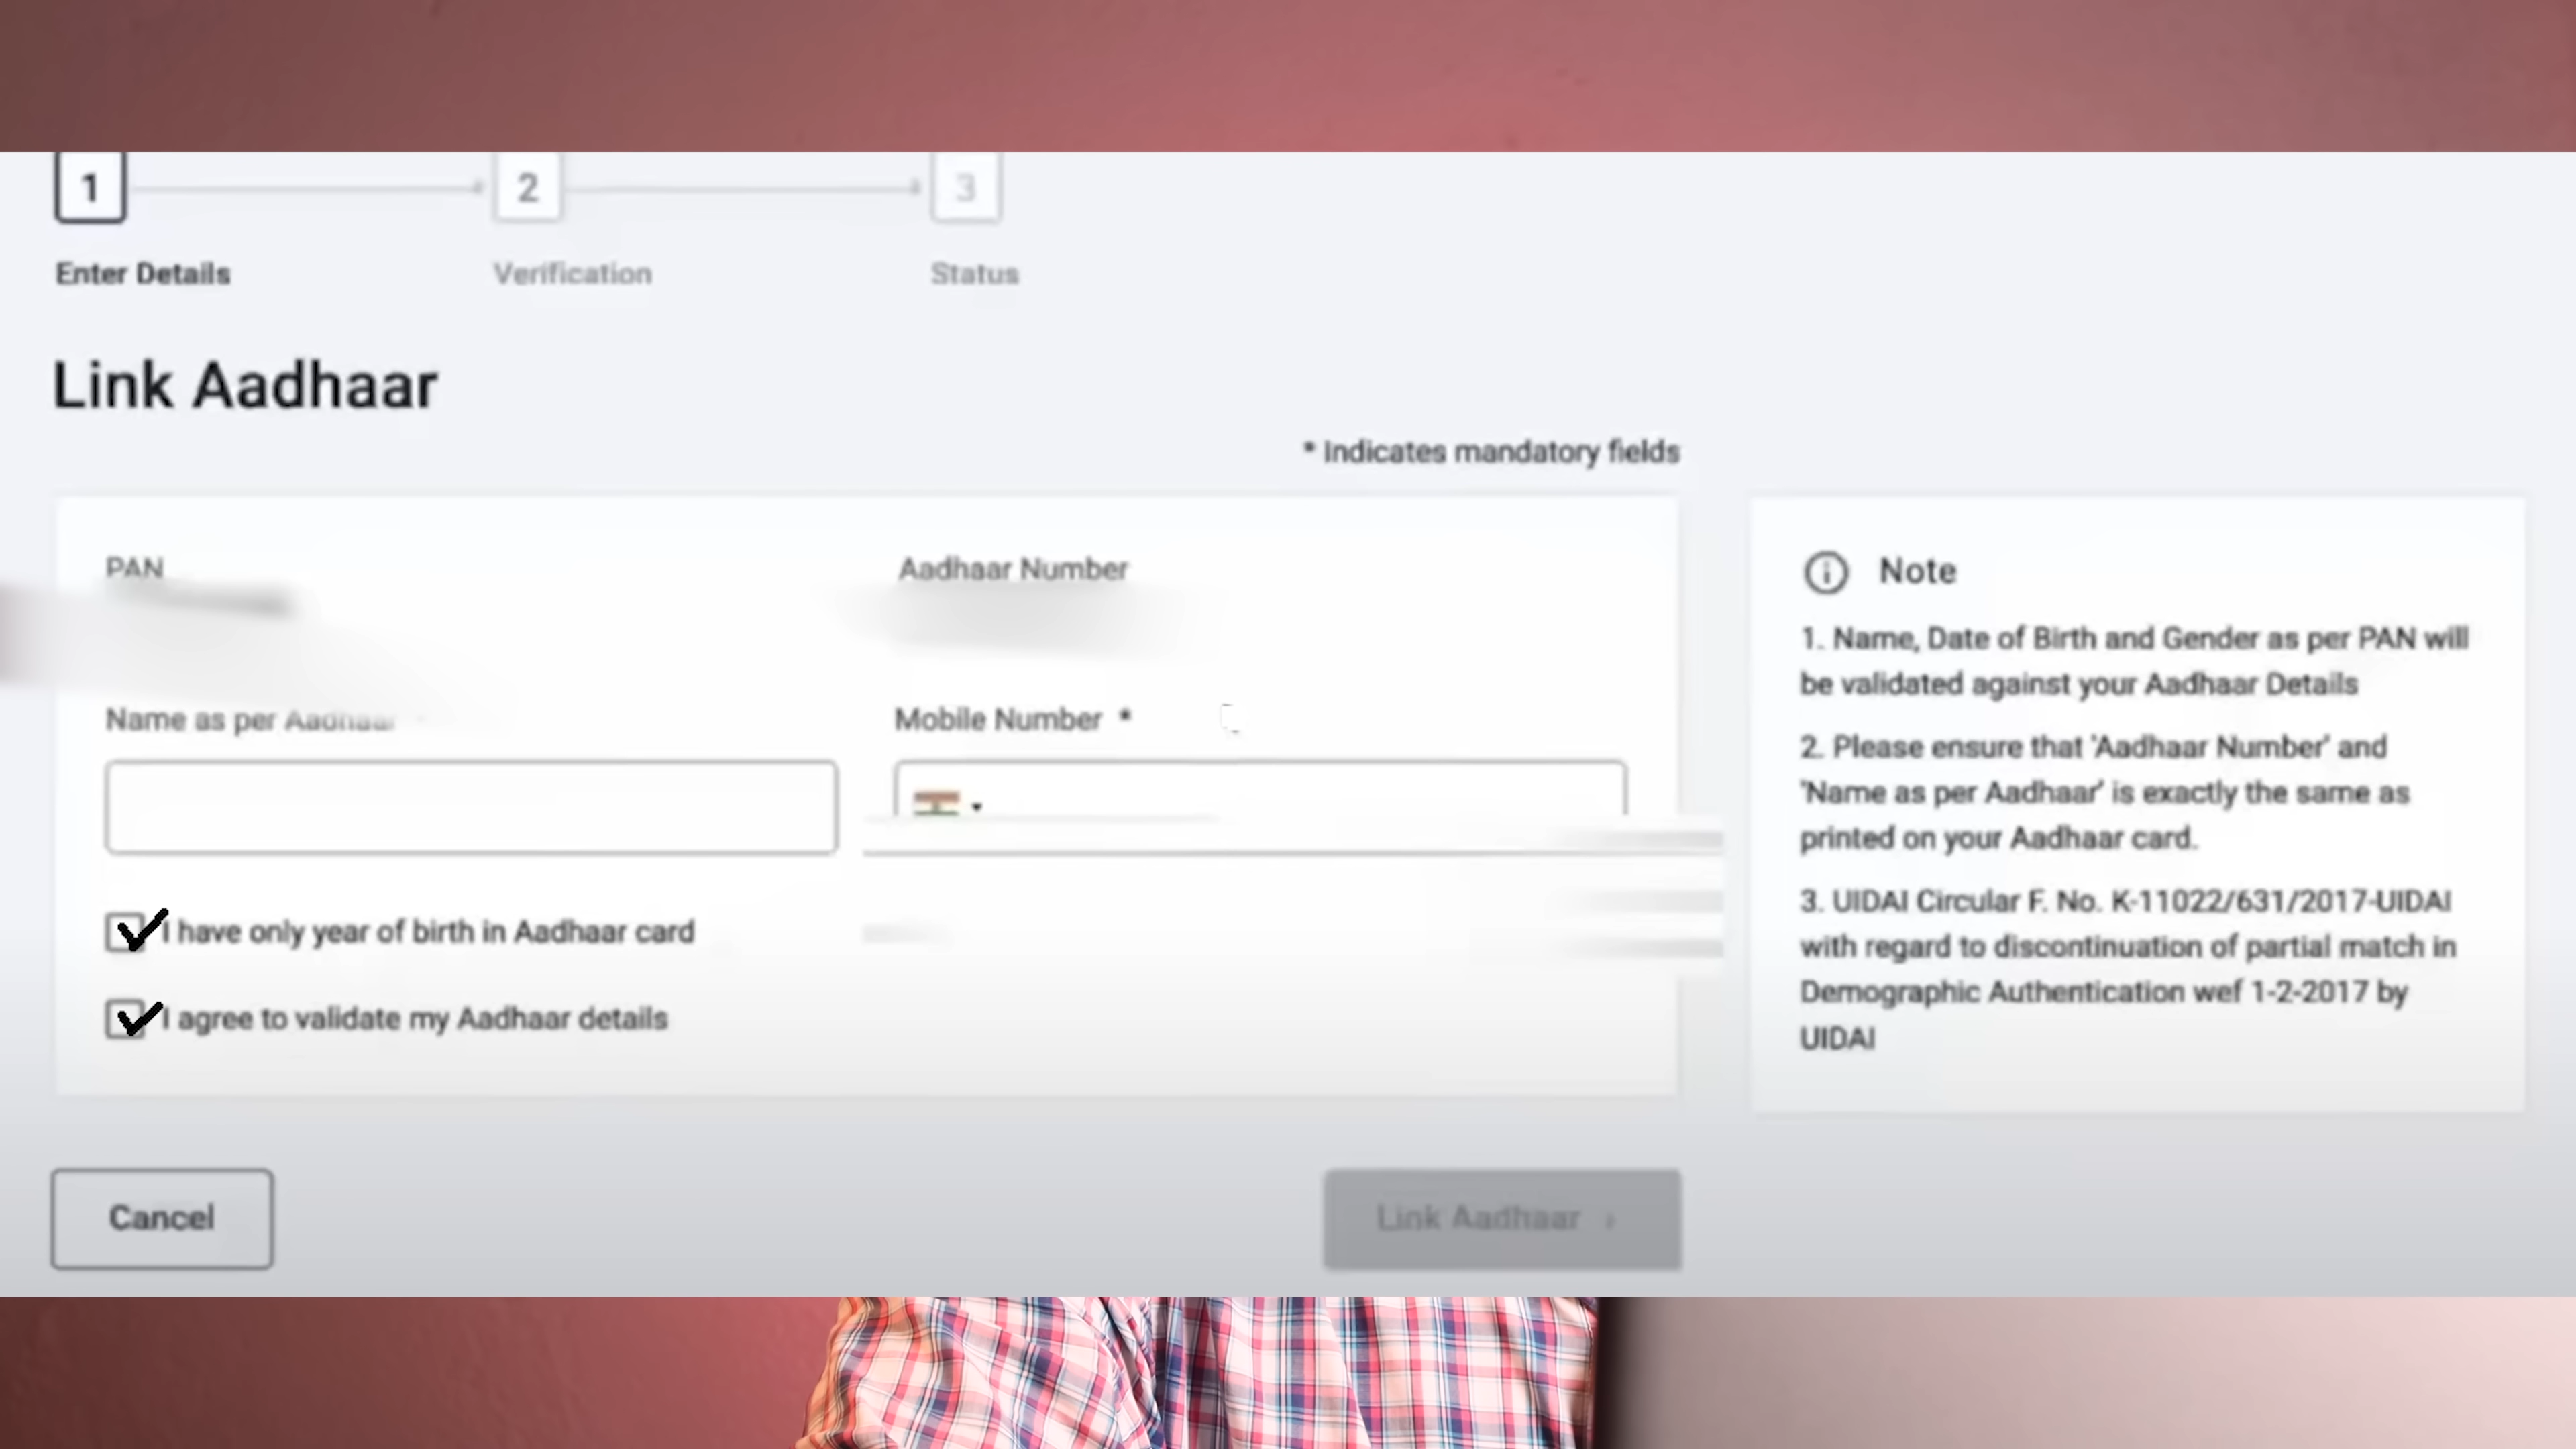 1
2
3
Enter Details
Verification
Status
Link Aadhaar
* Indicates mandatory fields
PAN
Aadhaar Number
Name as per Aadhaar
Mobile Number *
I have only year of birth in Aadhaar card
I agree to validate my Aadhaar details
Cancel
Link Aadhaar ›
Note
1. Name, Date of Birth and Gender as per PAN will
be validated against your Aadhaar Details
2. Please ensure that 'Aadhaar Number' and
'Name as per Aadhaar' is exactly the same as
printed on your Aadhaar card.
3. UIDAI Circular F. No. K-11022/631/2017-UIDAI
with regard to discontinuation of partial match in
Demographic Authentication wef 1-2-2017 by
UIDAI